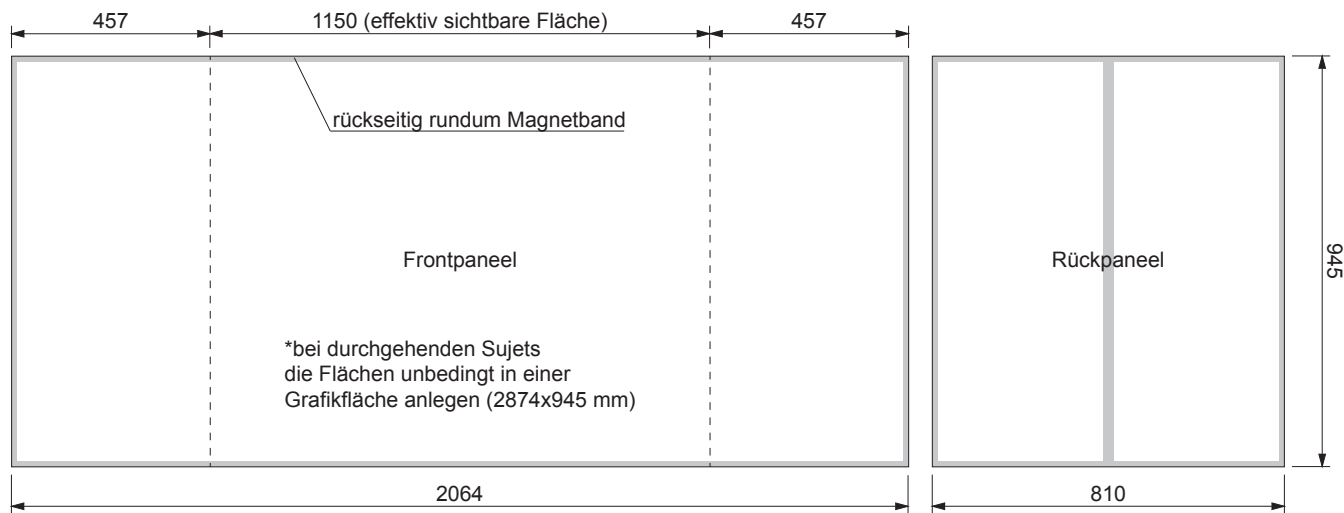 457
1150 (effektiv sichtbare Fläche)
457
rückseitig rundum Magnetband
Frontpaneel
Rückpaneel
945
*bei durchgehenden Sujets
die Flächen unbedingt in einer
Grafikfläche anlegen (2874x945 mm)
2064
810